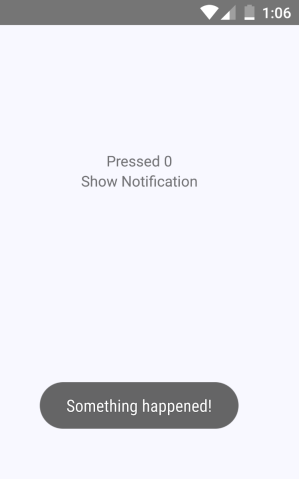 1:06
Pressed 0
Show Notification
Something happened!